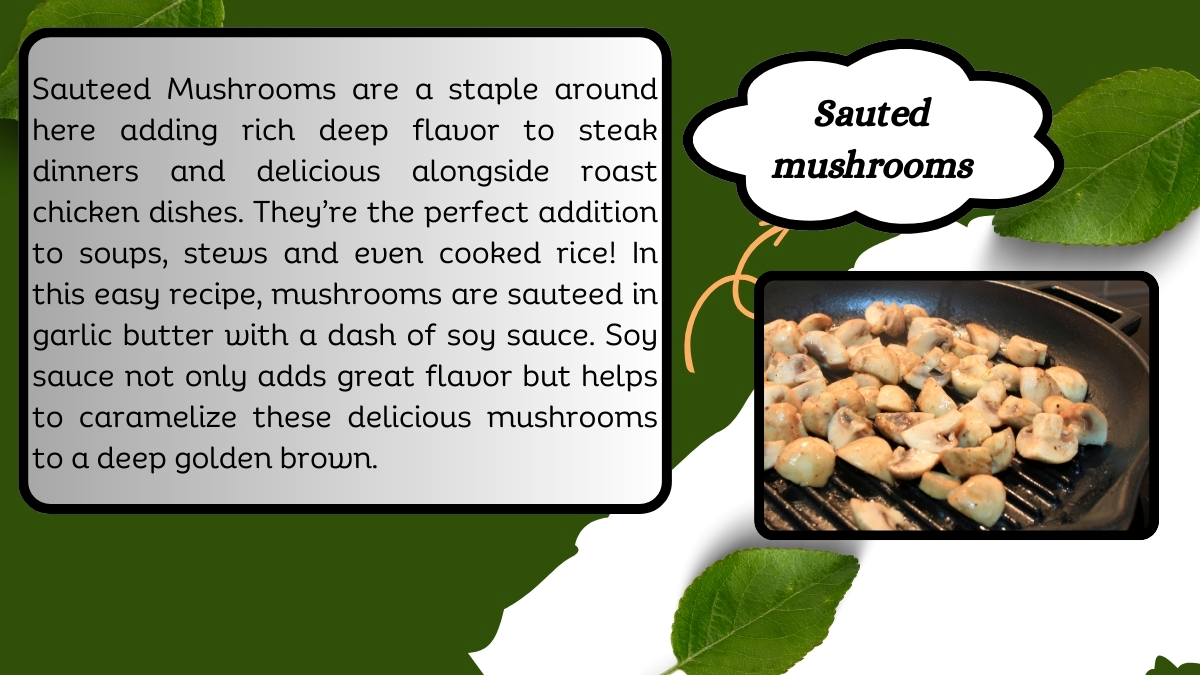 Sauteed Mushrooms are a staple around
here adding rich deep flavor to steak
dinners and delicious alongside roast
chicken dishes. They’re the perfect addition
to soups, stews and even cooked rice! In
this easy recipe, mushrooms are sauteed in
garlic butter with a dash of soy sauce. Soy
sauce not only adds great flavor but helps
to caramelize these delicious mushrooms
to a deep golden brown.
Sauted
mushrooms